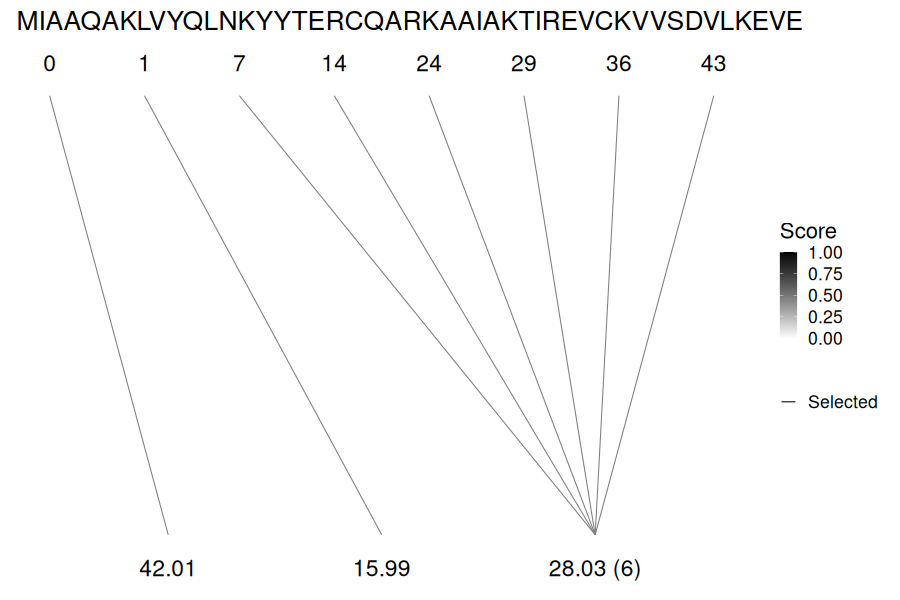 MIAAQAKLVYQLNKYYTERCQARKAAIAKTIREVCKVVSDVLKEVE
0 1 7 14 24 29 36 43
Score
1.00
0.75
0.50
0.25
0.00
Selected
42.01 15.99 28.03 (6)